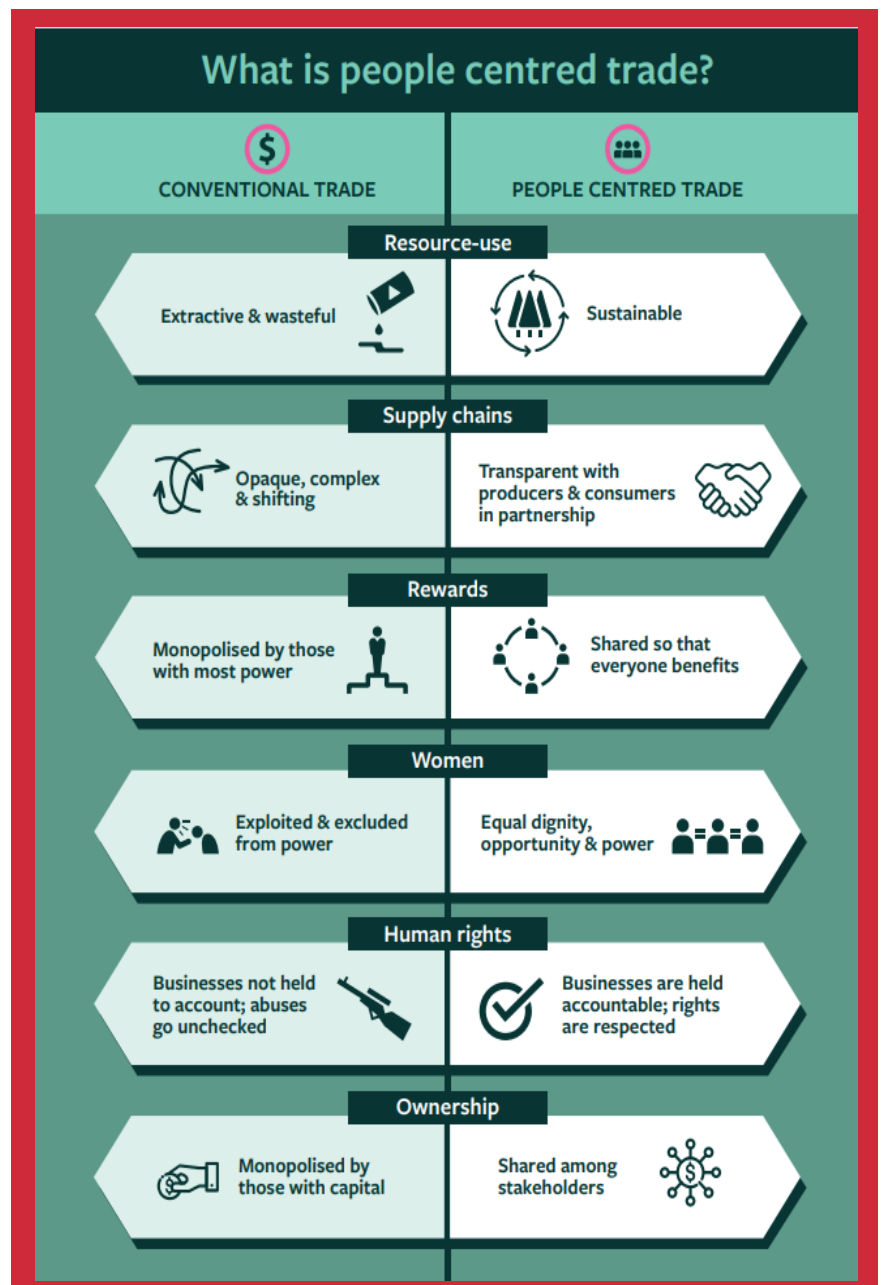 What is people centred trade?
$
CONVENTIONAL TRADE
PEOPLE CENTRED TRADE
Resource-use
Extractive & wasteful
Sustainable
Supply chains
Opaque, complex
& shifting
Transparent with
producers & consumers
in partnership
Rewards
Monopolised by those
with most power
Shared so that
everyone benefits
Women
Exploited & excluded
from power
Equal dignity,
opportunity & power
Human rights
Businesses not held
to account; abuses
go unchecked
Businesses are held
accountable; rights
are respected
Ownership
Monopolised by
those with capital
Shared among
stakeholders
$